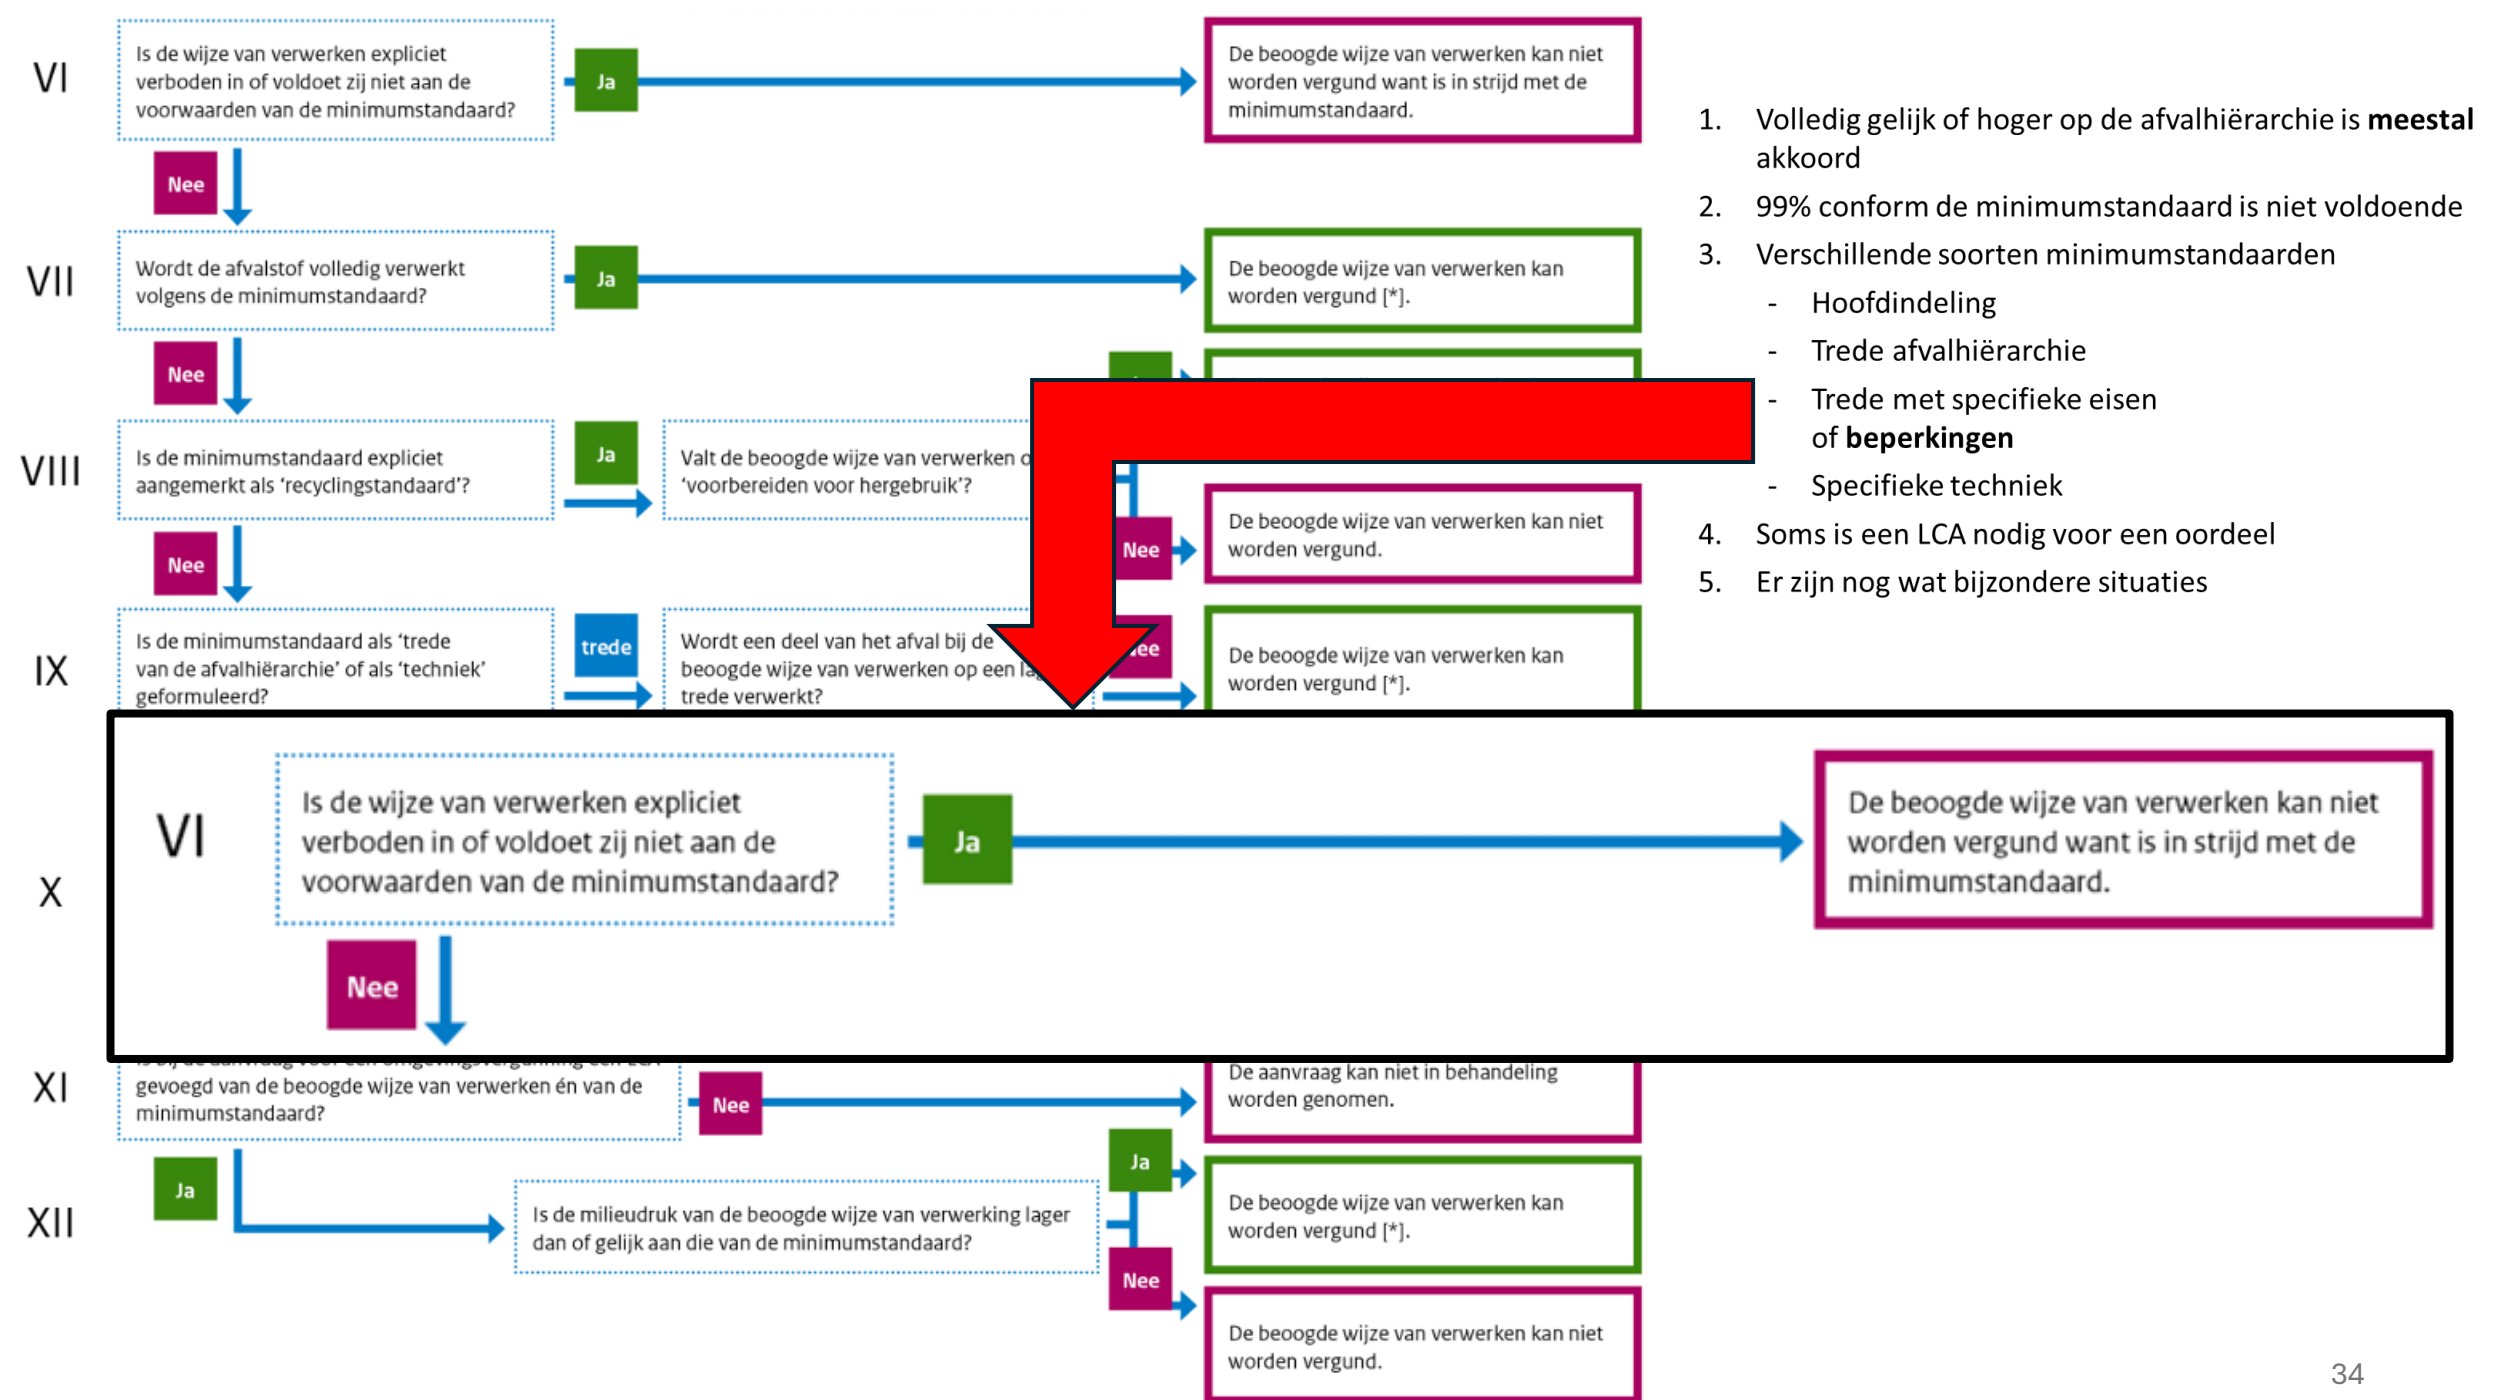 VI
Is de wijze van verwerken expliciet
verboden in of voldoet zij niet aan de
voorwaarden van de minimumstandaard?
Ja
De beoogde wijze van verwerken kan niet
worden vergund want is in strijd met de
minimumstandaard.
Nee
VII
Wordt de afvalstof volledig verwerkt
volgens de minimumstandaard?
Ja
De beoogde wijze van verwerken kan
worden vergund [*].
Nee
VIII
Is de minimumstandaard expliciet
aangemerkt als ‘recyclingstandaard’?
Ja
Valt de beoogde wijze van verwerken
‘voorbereiden voor hergebruik’?
Nee
De beoogde wijze van verwerken kan niet
worden vergund.
Nee
IX
Is de minimumstandaard als ‘trede
van de afvalhiërarchie’ of als ‘techniek’
geformuleerd?
trede
Wordt een deel van het afval bij de
beoogde wijze van verwerken op een
trede verwerkt?
De beoogde wijze van verwerken kan
worden vergund [*].
1. Volledig gelijk of hoger op de afvalhiërarchie is meestal
akkoord
2. 99% conform de minimumstandaard is niet voldoende
3. Verschillende soorten minimumstandaarden
- Hoofdindeling
- Trede afvalhiërarchie
- Trede met specifieke eisen
of beperkingen
- Specifieke techniek
4. Soms is een LCA nodig voor een oordeel
5. Er zijn nog wat bijzondere situaties
X
VI
Is de wijze van verwerken expliciet
verboden in of voldoet zij niet aan de
voorwaarden van de minimumstandaard?
Ja
De beoogde wijze van verwerken kan niet
worden vergund want is in strijd met de
minimumstandaard.
Nee
XI
gevoegd van de beoogde wijze van verwerken én van de
minimumstandaard?
Nee
De aanvraag kan niet in behandeling
worden genomen.
XII
Ja
Is de milieudruk van de beoogde wijze van verwerking lager
dan of gelijk aan die van de minimumstandaard?
Ja
De beoogde wijze van verwerken kan
worden vergund [*].
Nee
De beoogde wijze van verwerken kan niet
worden vergund.
34